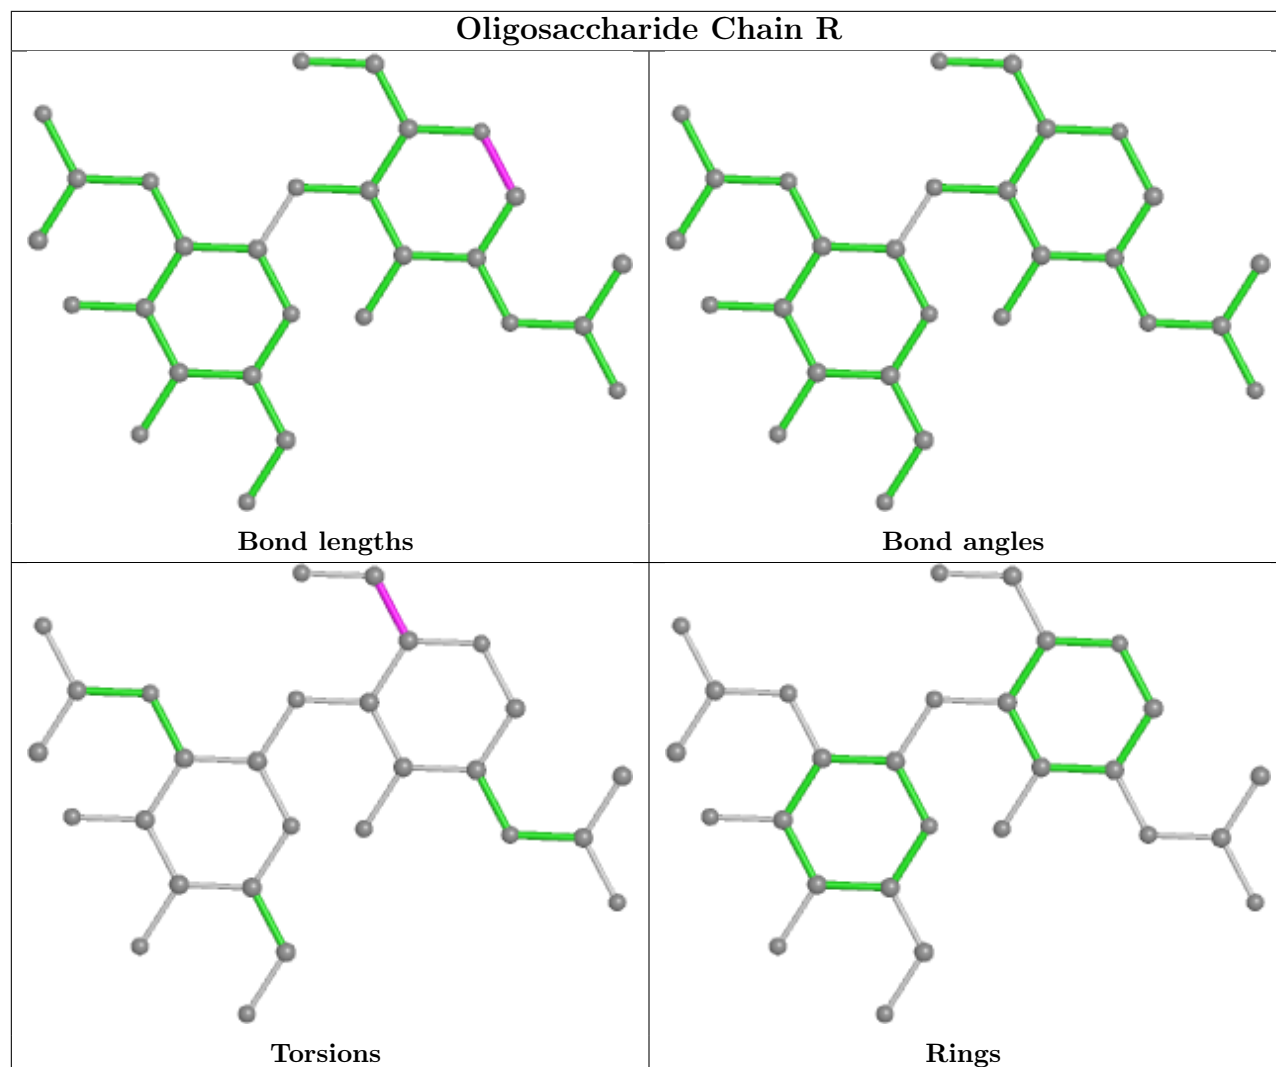 Oligosaccharide Chain R
Bond lengths
Bond angles
Torsions
Rings